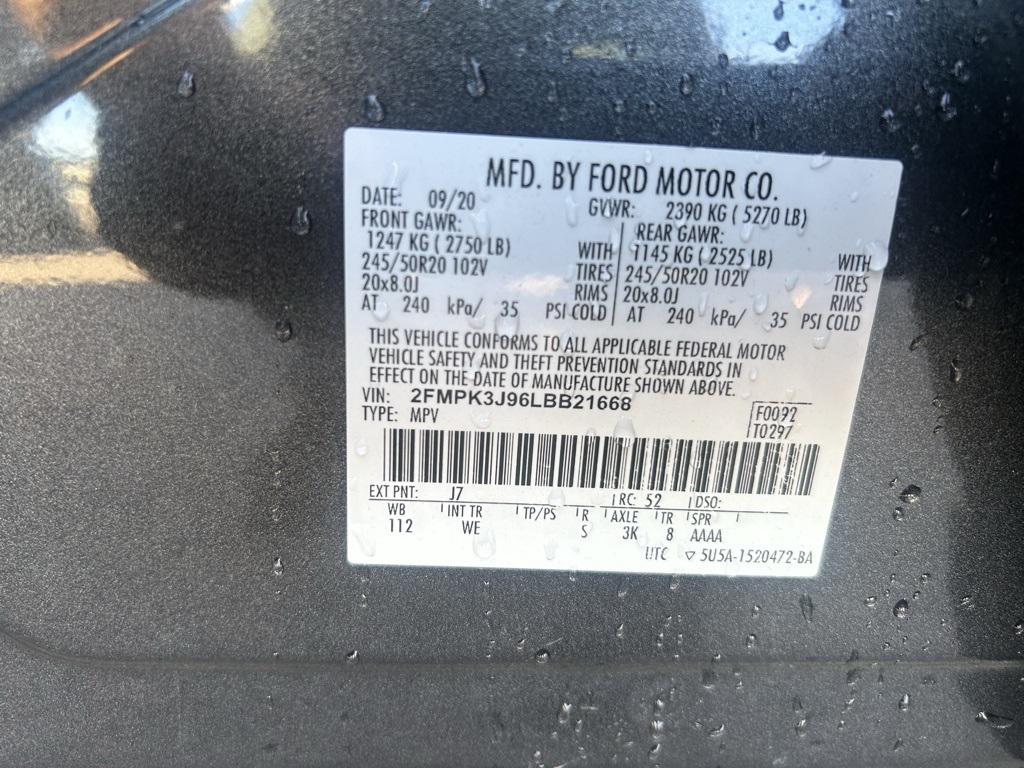 MFD. BY FORD MOTOR CO.
DATE: 09/20 GVWR: 2390 KG ( 5270 LB)
FRONT GAWR: REAR GAWR:
1247 KG ( 2750 LB) WITH 1145 KG ( 2525 LB) WITH
245/50R20 102V TIRES 245/50R20 102V TIRES
20x8.0J RIMS 20x8.0J RIMS
AT 240 kPa/ 35 PSI COLD AT 240 kPa/ 35 PSI COLD
THIS VEHICLE CONFORMS TO ALL APPLICABLE FEDERAL MOTOR
VEHICLE SAFETY AND THEFT PREVENTION STANDARDS IN
EFFECT ON THE DATE OF MANUFACTURE SHOWN ABOVE.
VIN: 2FMPK3J96LBB21668 F0092
TYPE: MPV T0297
EXT PNT: J7 RC: 52 DSO:
WB INT TR TP/PS R AXLE TR SPR
112 WE S 3K 8 AAAA
UTC ▽ 5U5A-1520472-BA